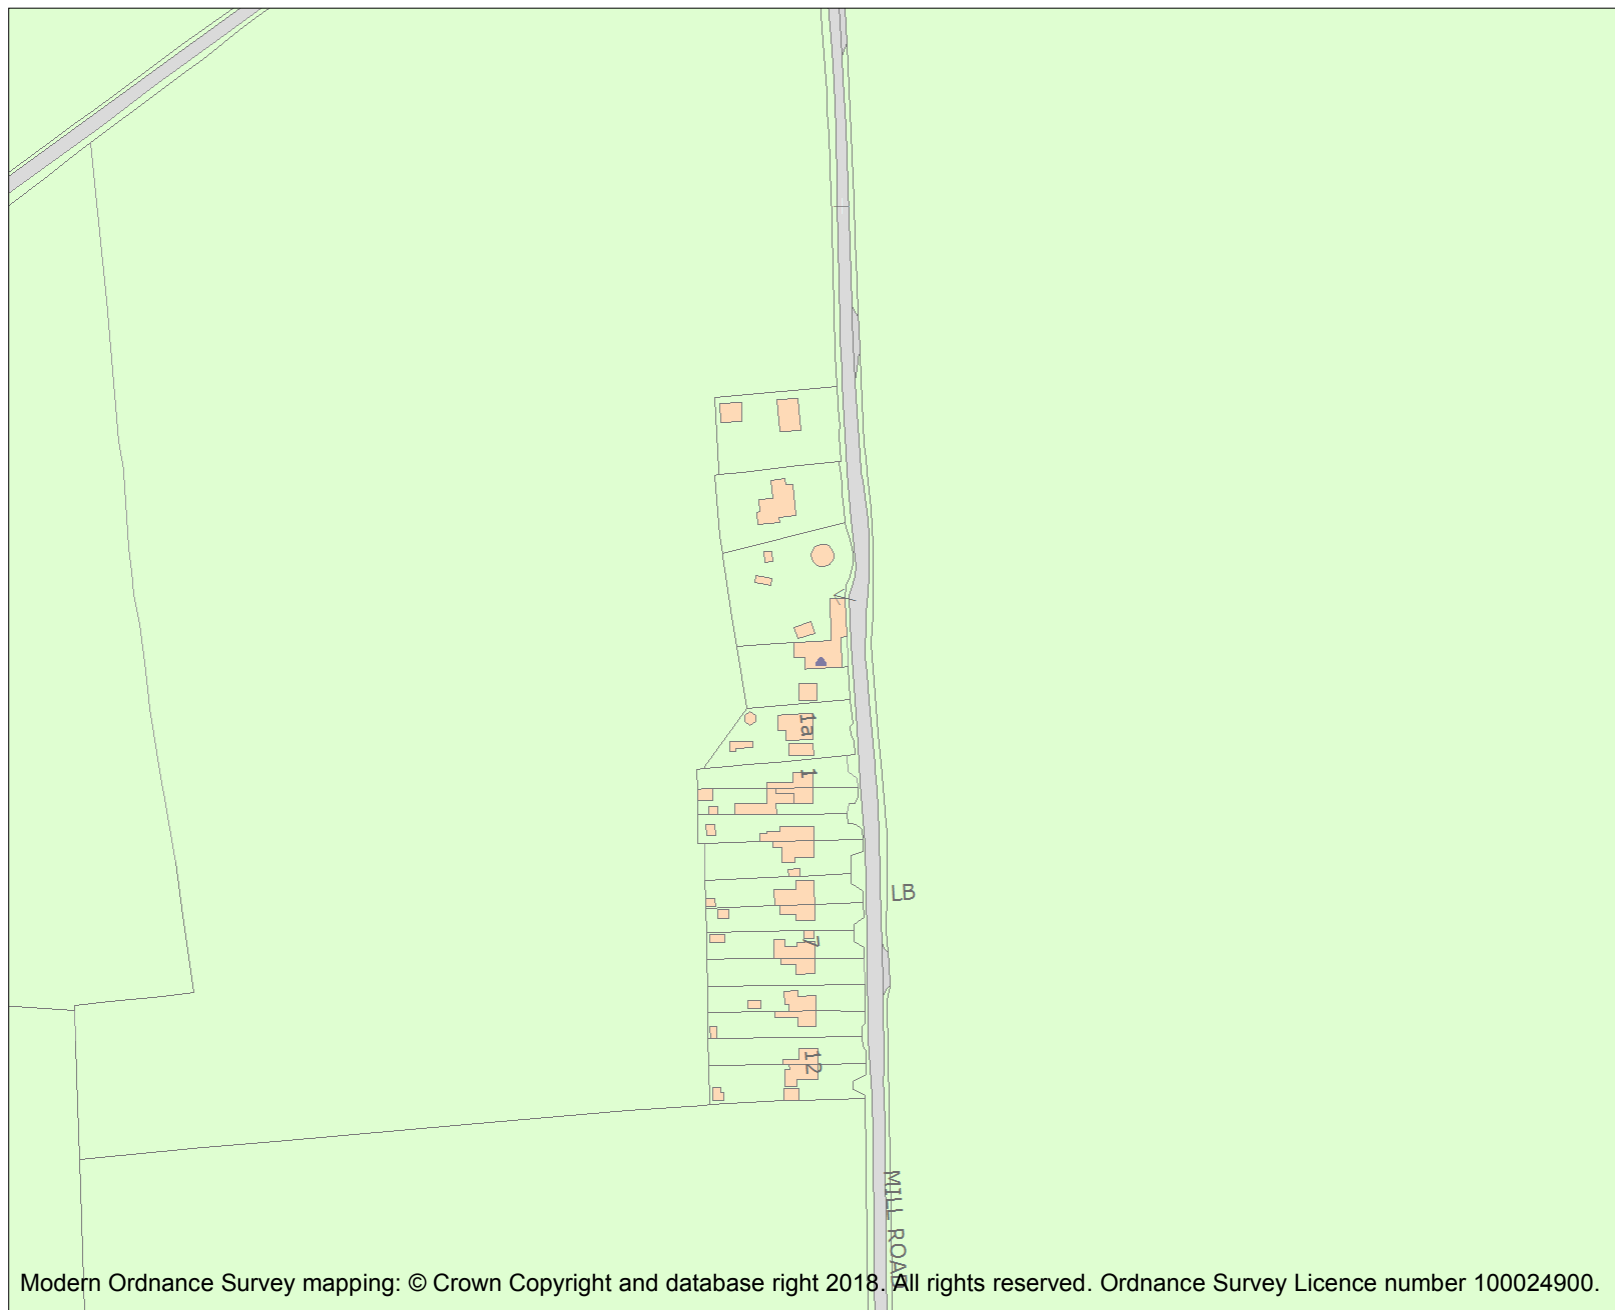 1a
1
LB
7
12
MILL ROAD
Modern Ordnance Survey mapping: © Crown Copyright and database right 2018. All rights reserved. Ordnance Survey Licence number 100024900.